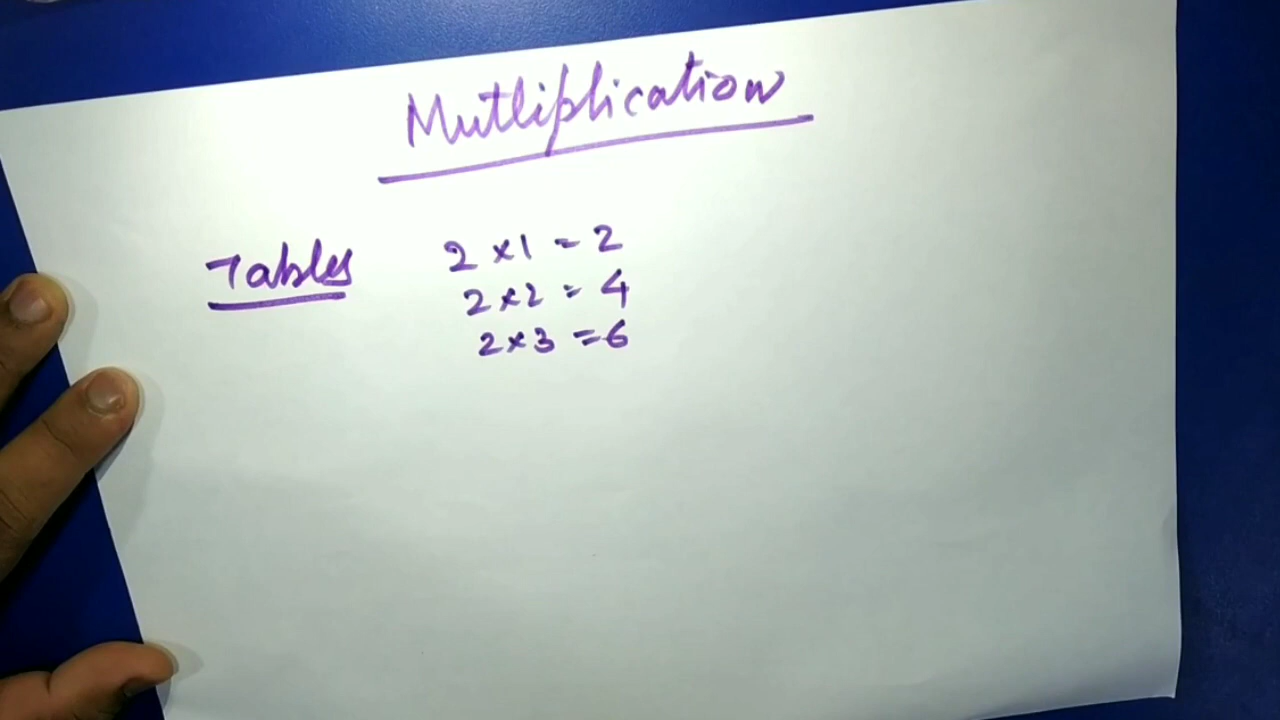 Mutliplication
Tables
2 × 1 = 2
2 × 2 = 4
2 × 3 = 6